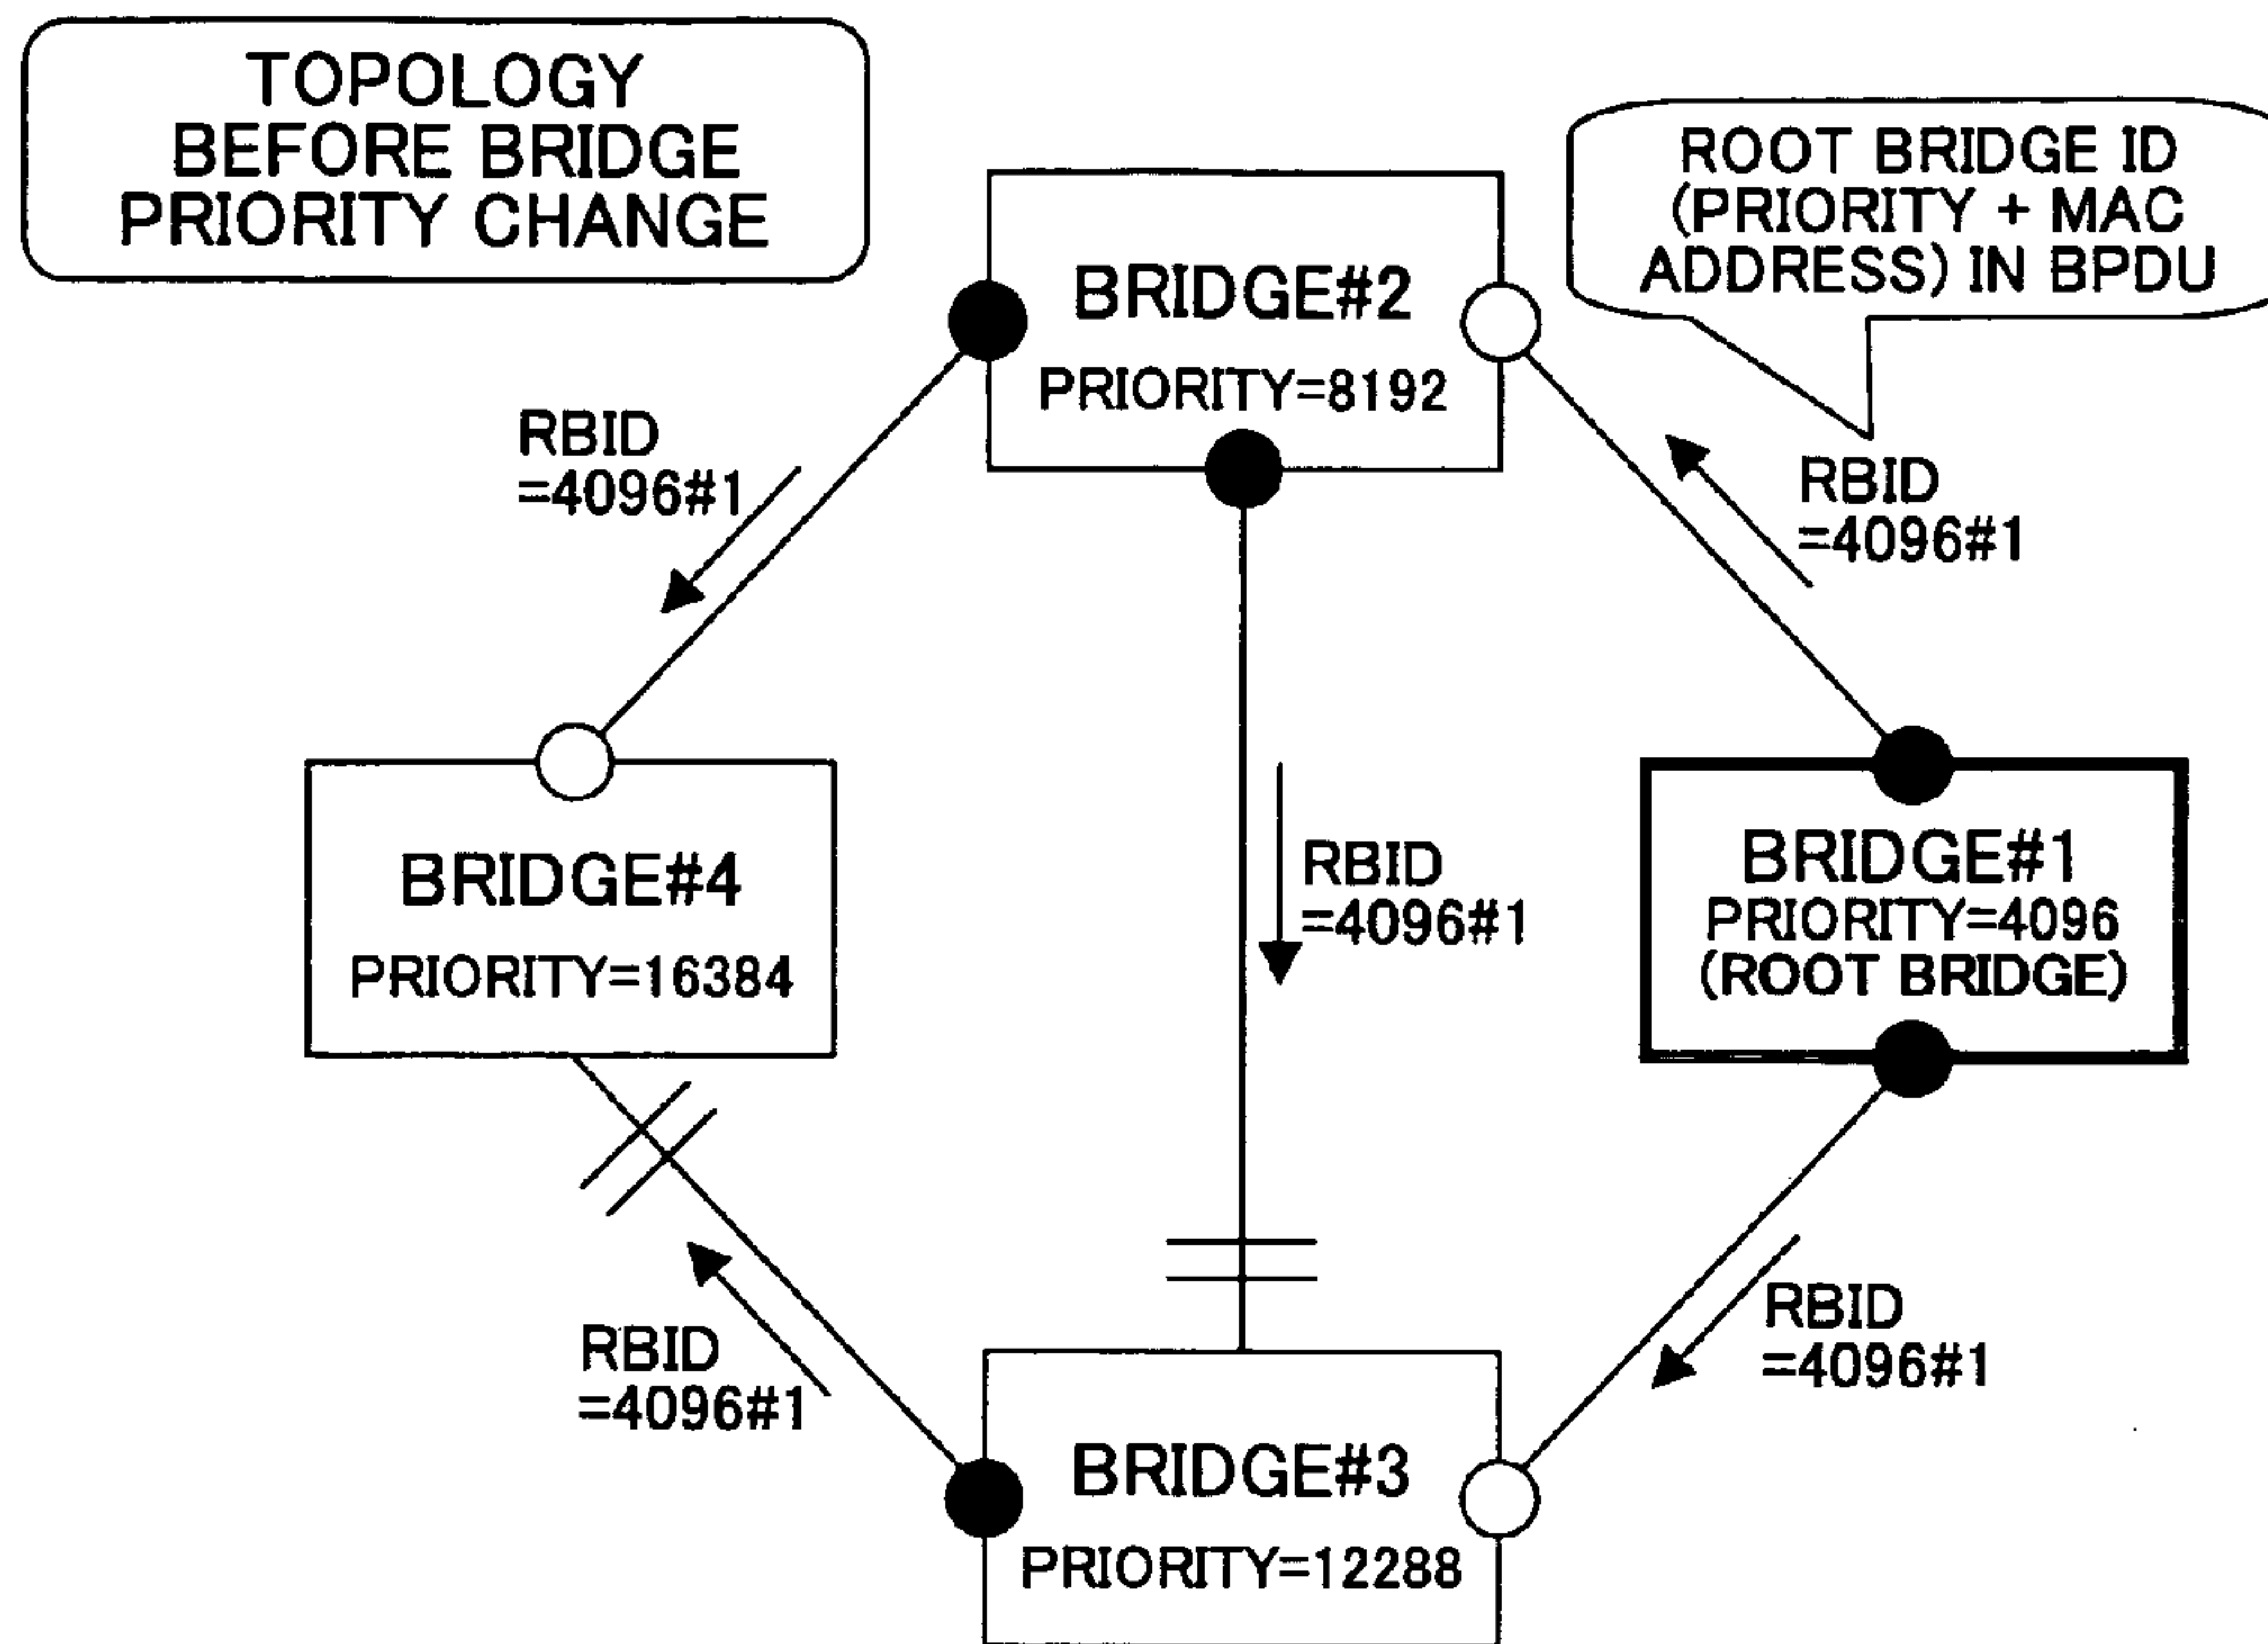 TOPOLOGY
BEFORE BRIDGE
PRIORITY CHANGE
ROOT BRIDGE ID
(PRIORITY + MAC
ADDRESS) IN BPDU
BRIDGE#2
PRIORITY=8192
RBID
=4096#1
RBID
=4096#1
BRIDGE#4
PRIORITY=16384
RBID
=4096#1
BRIDGE#1
PRIORITY=4096
(ROOT BRIDGE)
RBID
=4096#1
RBID
=4096#1
BRIDGE#3
PRIORITY=12288